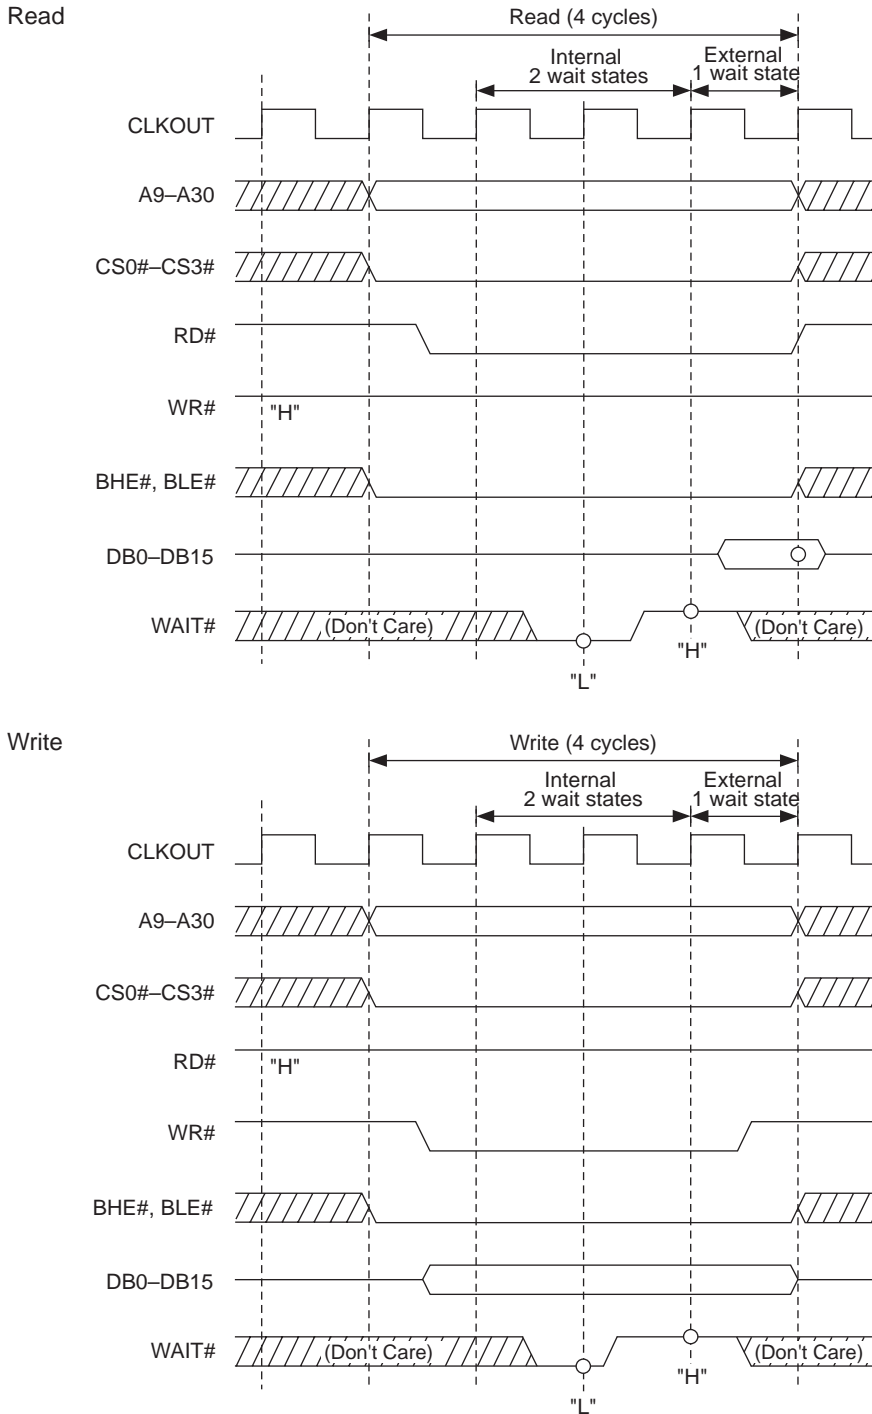 Read
Read (4 cycles)
Internal
2 wait states
External
1 wait state
CLKOUT
A9–A30
CS0#–CS3#
RD#
WR#
"H"
BHE#, BLE#
DB0–DB15
WAIT#
(Don't Care)
(Don't Care)
"H"
"L"
Write
Write (4 cycles)
Internal
2 wait states
External
1 wait state
CLKOUT
A9–A30
CS0#–CS3#
RD#
"H"
WR#
BHE#, BLE#
DB0–DB15
WAIT#
(Don't Care)
(Don't Care)
"H"
"L"